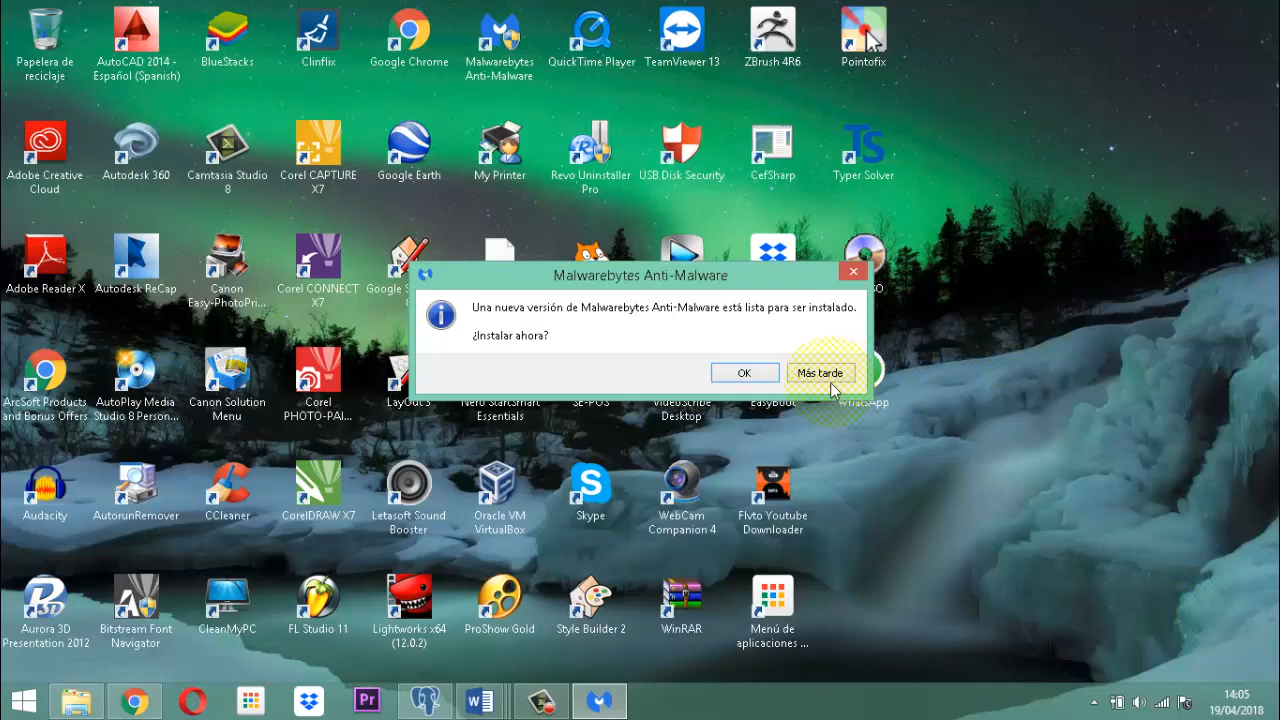 Papelera de
reciclaje
AutoCAD 2014 -
Español (Spanish)
BlueStacks
Clinflix
Google Chrome
Malwarebytes
Anti-Malware
QuickTime Player
TeamViewer 13
ZBrush 4R6
Pointofix
Adobe Creative
Cloud
Autodesk 360
Camtasia Studio
8
Corel CAPTURE
X7
Google Earth
My Printer
Revo Uninstaller
Pro
USB Disk Security
CefSharp
Typer Solver
Adobe Reader X
Autodesk ReCap
Canon
Easy-PhotoPri...
Corel CONNECT
X7
Malwarebytes Anti-Malware
Una nueva versión de Malwarebytes Anti-Malware está lista para ser instalado.
¿Instalar ahora?
OK
Más tarde
ArcSoft Products
and Bonus Offers
AutoPlay Media
Studio 8 Person...
Canon Solution
Menu
Corel
PHOTO-PAI...
LayOut 3
Nero StartSmart
Essentials
SE-POS
VideoScribe
Desktop
WhatsApp
Audacity
AutorunRemover
CCleaner
CorelDRAW X7
Letasoft Sound
Booster
Oracle VM
VirtualBox
Skype
WebCam
Companion 4
Flvto Youtube
Downloader
Aurora 3D
Presentation 2012
Bitstream Font
Navigator
CleanMyPC
FL Studio 11
Lightworks x64
(12.0.2)
ProShow Gold
Style Builder 2
WinRAR
Menú de
aplicaciones ...
Pr
14:05
19/04/2018